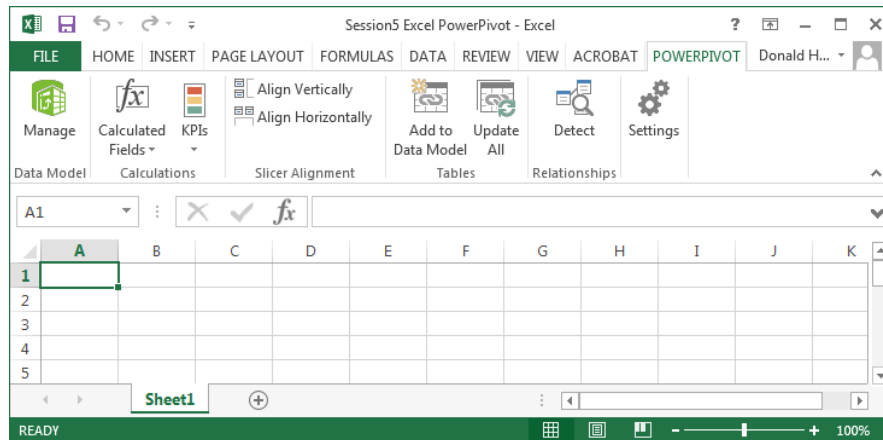 Session5 Excel PowerPivot - Excel ?
FILE HOME INSERT PAGE LAYOUT FORMULAS DATA REVIEW VIEW ACROBAT POWERPIVOT Donald H...
Manage
Calculated Fields
KPIs
Align Vertically
Align Horizontally
Add to Data Model
Update All
Detect
Settings
Data Model Calculations Slicer Alignment Tables Relationships
A1 fx
A B C D E F G H I J K
1
2
3
4
5
Sheet1
READY 100%